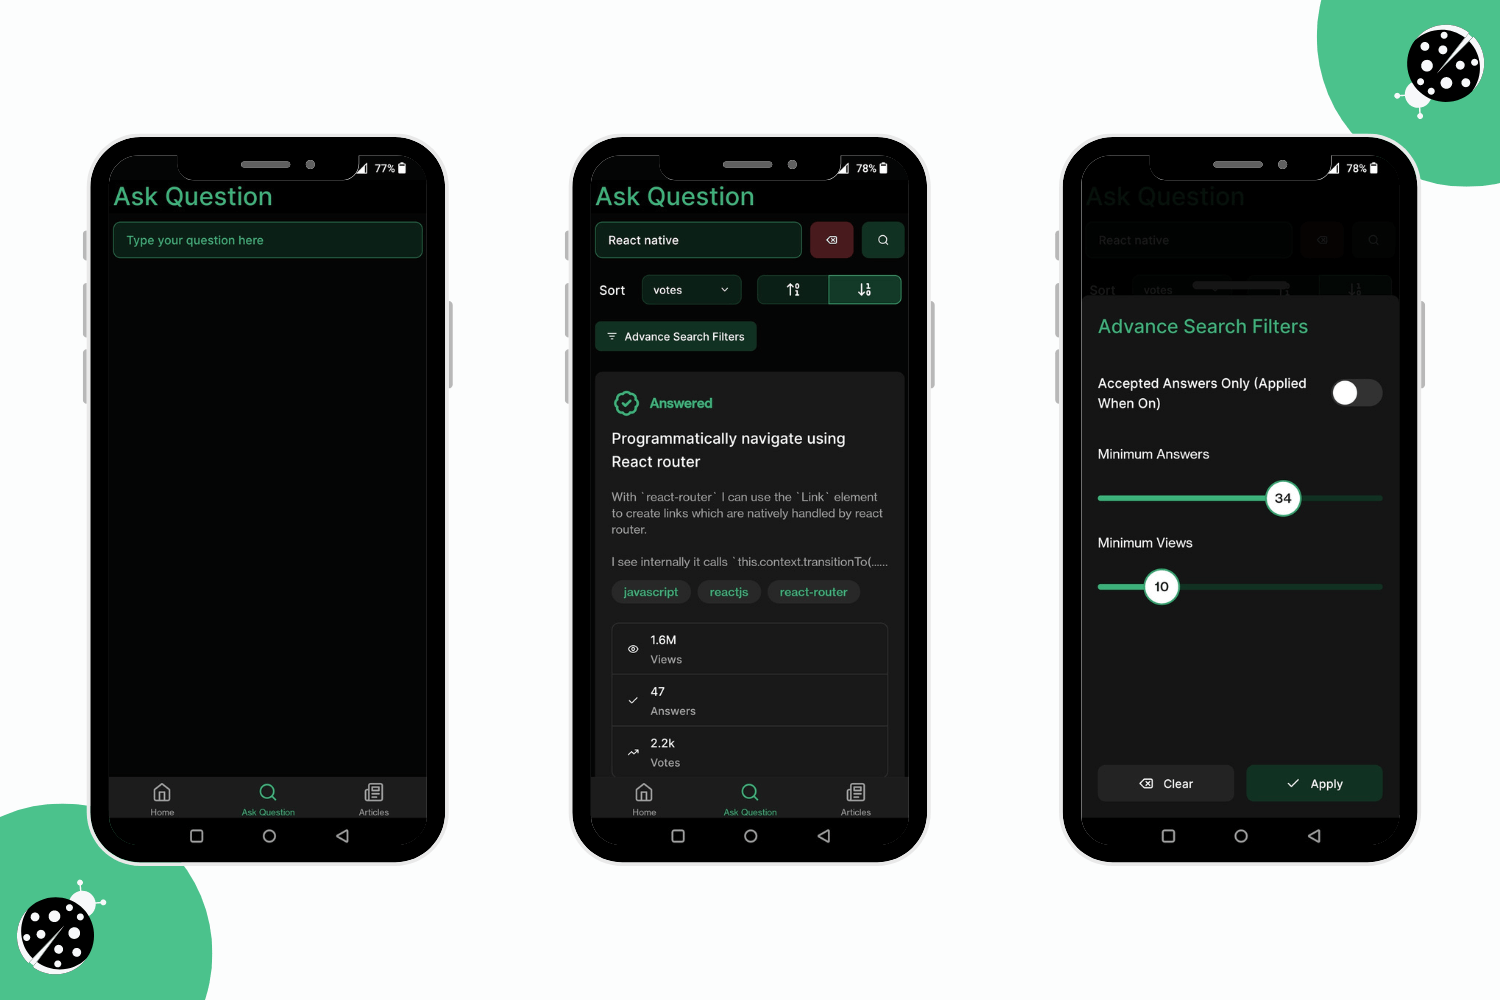 77%
Ask Question
Type your question here
Home
Ask Question
Articles
78%
Ask Question
React native
Sort
votes
Advance Search Filters
Answered
Programmatically navigate using
React router
With `react-router` I can use the `Link` element
to create links which are natively handled by react
router.
I see internally it calls `this.context.transitionTo(......
javascript reactjs react-router
1.6M
Views
47
Answers
2.2k
Votes
Home
Ask Question
Articles
78%
Ask Question
React native
Sort
votes
Advance Search Filters
Accepted Answers Only (Applied
When On)
Minimum Answers
34
Minimum Views
10
Clear
Apply